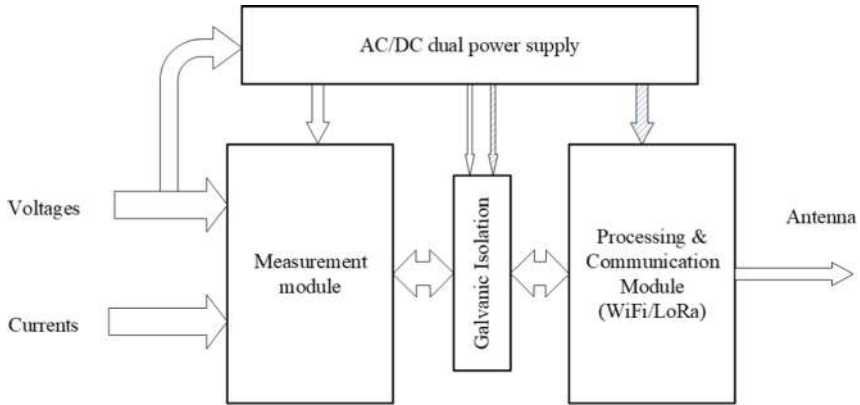 AC/DC dual power supply
Voltages
Currents
Measurement
module
Galvanic Isolation
Processing &
Communication
Module
(WiFi/LoRa)
Antenna